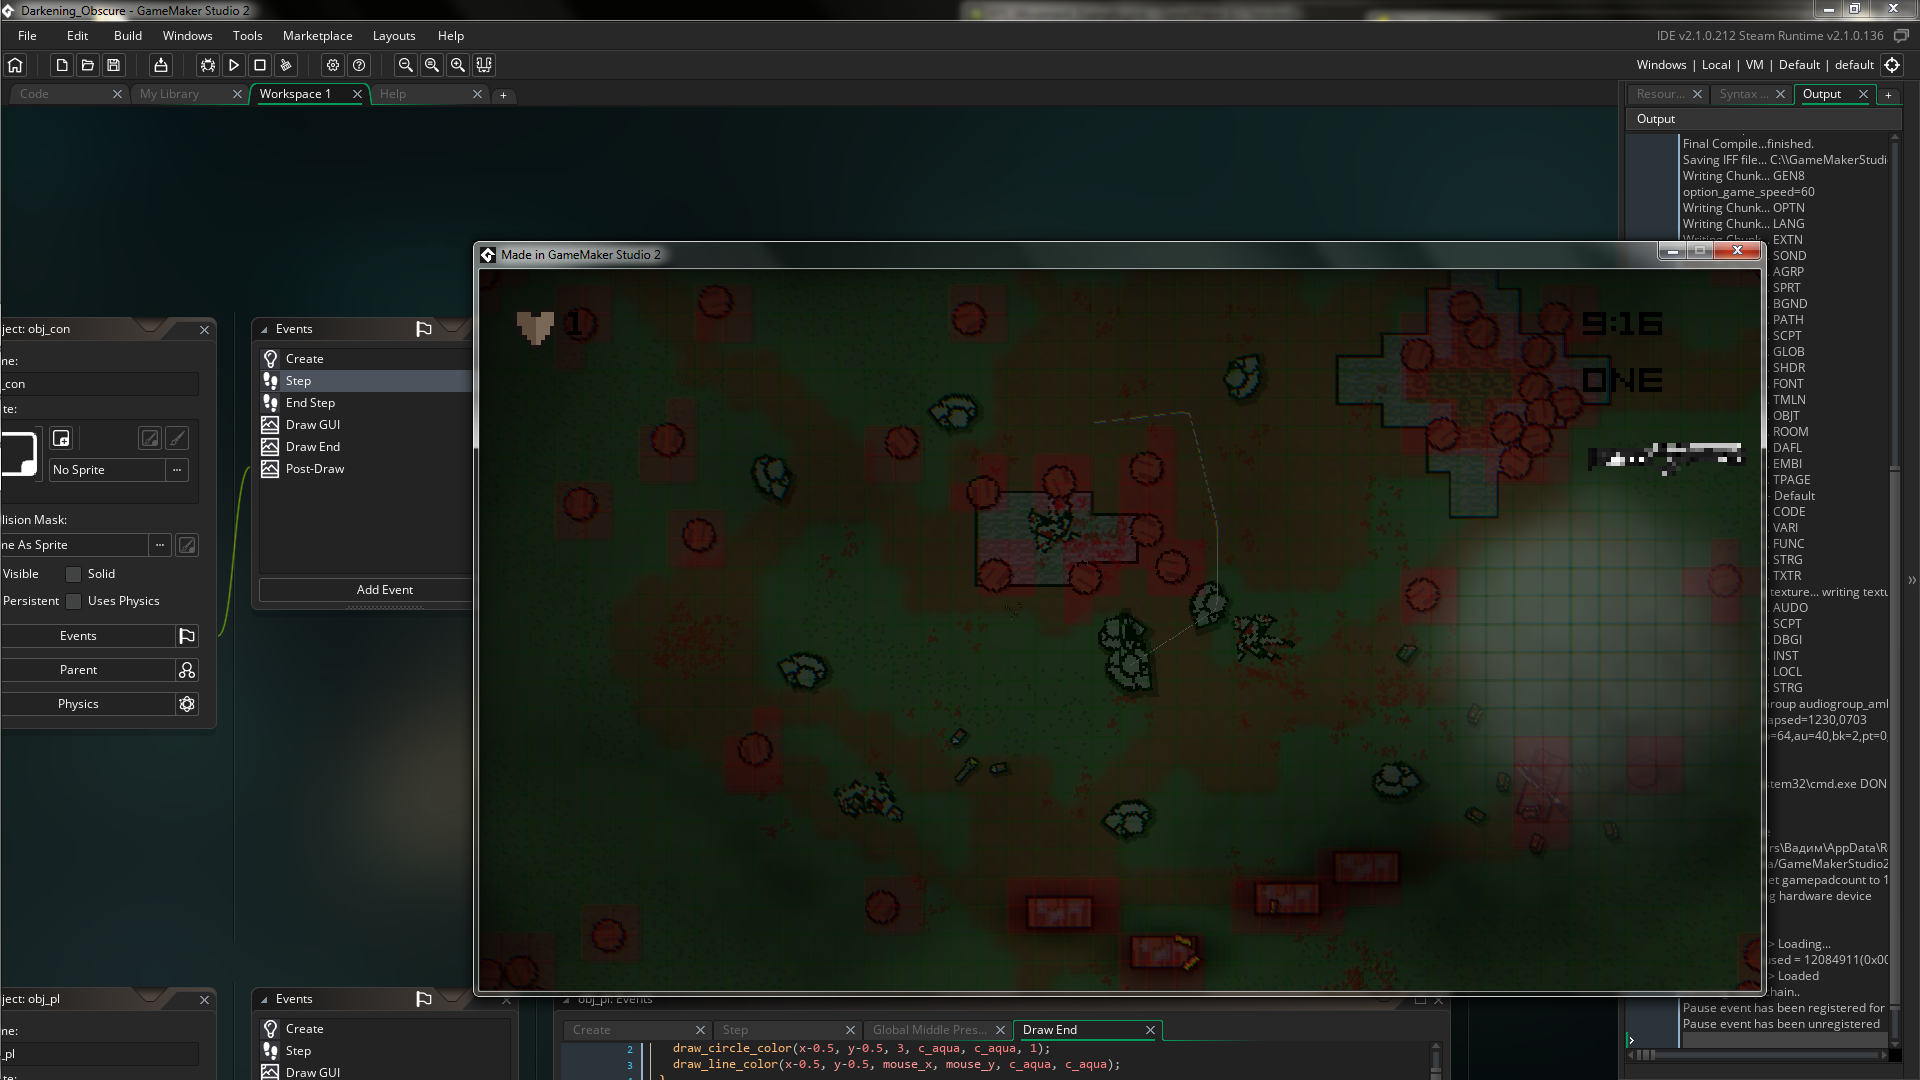 Darkening_Obscure - GameMaker Studio 2
File Edit Build Windows Tools Marketplace Layouts Help
IDE v2.1.0.212 Steam Runtime v2.1.0.136
Windows | Local | VM | Default | default
Code My Library Workspace 1 Help
Resour... Syntax ... Output
Output
Final Compile...finished.
Saving IFF file... C:\\GameMakerStudi
Writing Chunk... GEN8
option_game_speed=60
Writing Chunk... OPTN
Writing Chunk... LANG
Writing Chunk... EXTN
SOND
AGRP
SPRT
BGND
PATH
SCPT
GLOB
SHDR
FONT
TMLN
OBJT
ROOM
DAFL
EMBI
TPAGE
- Default
CODE
VARI
FUNC
STRG
TXTR
texture... writing textu
AUDO
SCPT
DBGI
INST
LOCL
STRG
roup audiogroup_aml
apsed=1230,0703
=64,au=40,bk=2,pt=0,
stem32\cmd.exe DON
rs\Вадим\AppData\R
a/GameMakerStudio2
et gamepadcount to 1
g hardware device
> Loading...
used = 12084911(0x00
> Loaded
chain..
Pause event has been registered for
Pause event has been unregistered
Made in GameMaker Studio 2
1
9:16
ONE
ject: obj_con
me:
_con
te:
No Sprite
lision Mask:
me As Sprite
Visible Solid
Persistent Uses Physics
Events
Parent
Physics
Events
Create
Step
End Step
Draw GUI
Draw End
Post-Draw
Add Event
ject: obj_pl
me:
_pl
te:
Events
Create
Step
Draw GUI
obj_pl: Events
Create Step Global Middle Pres... Draw End
2 draw_circle_color(x-0.5, y-0.5, 3, c_aqua, c_aqua, 1);
3 draw_line_color(x-0.5, y-0.5, mouse_x, mouse_y, c_aqua, c_aqua);
}